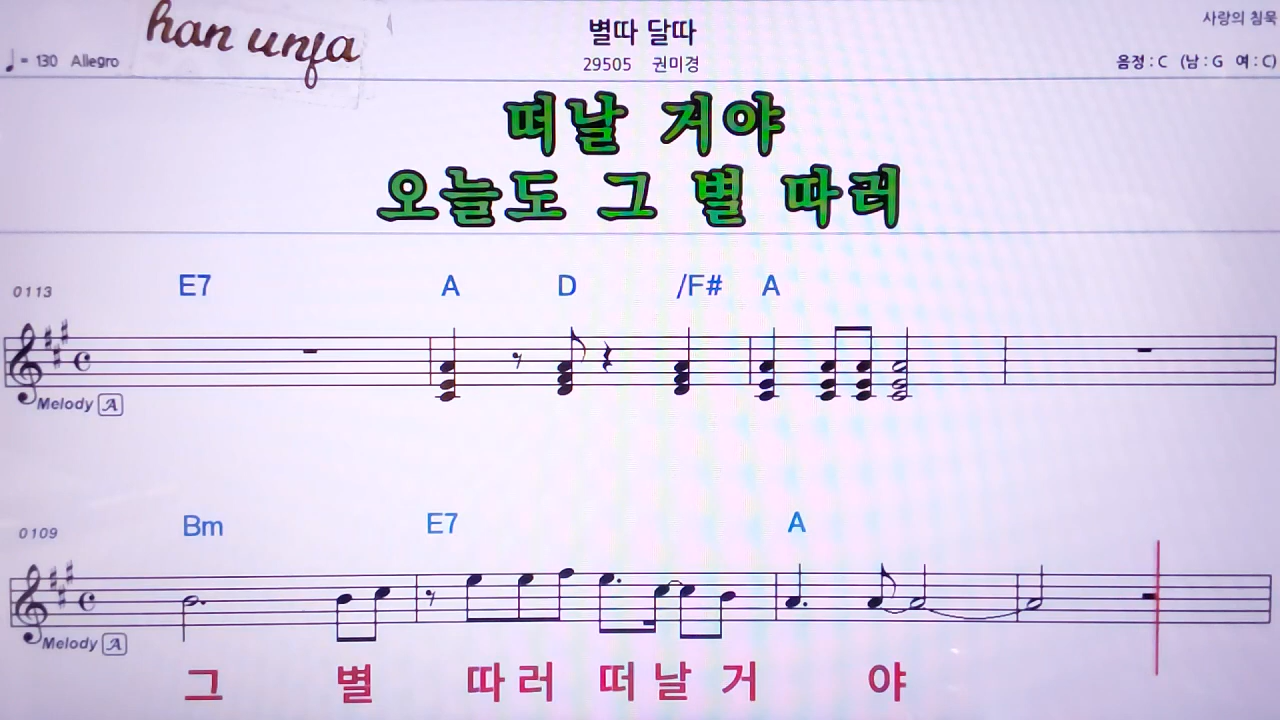 han unja
별따 달따
사랑의 침묵
♩= 130 Allegro
29505 권미경
음정 : C (남 : G 여 : C)
떠날 거야
오늘도 그 별 따러
0113 E7 A D /F# A
Melody A
0109 Bm E7 A
Melody A
그 별 따러 떠날거 야